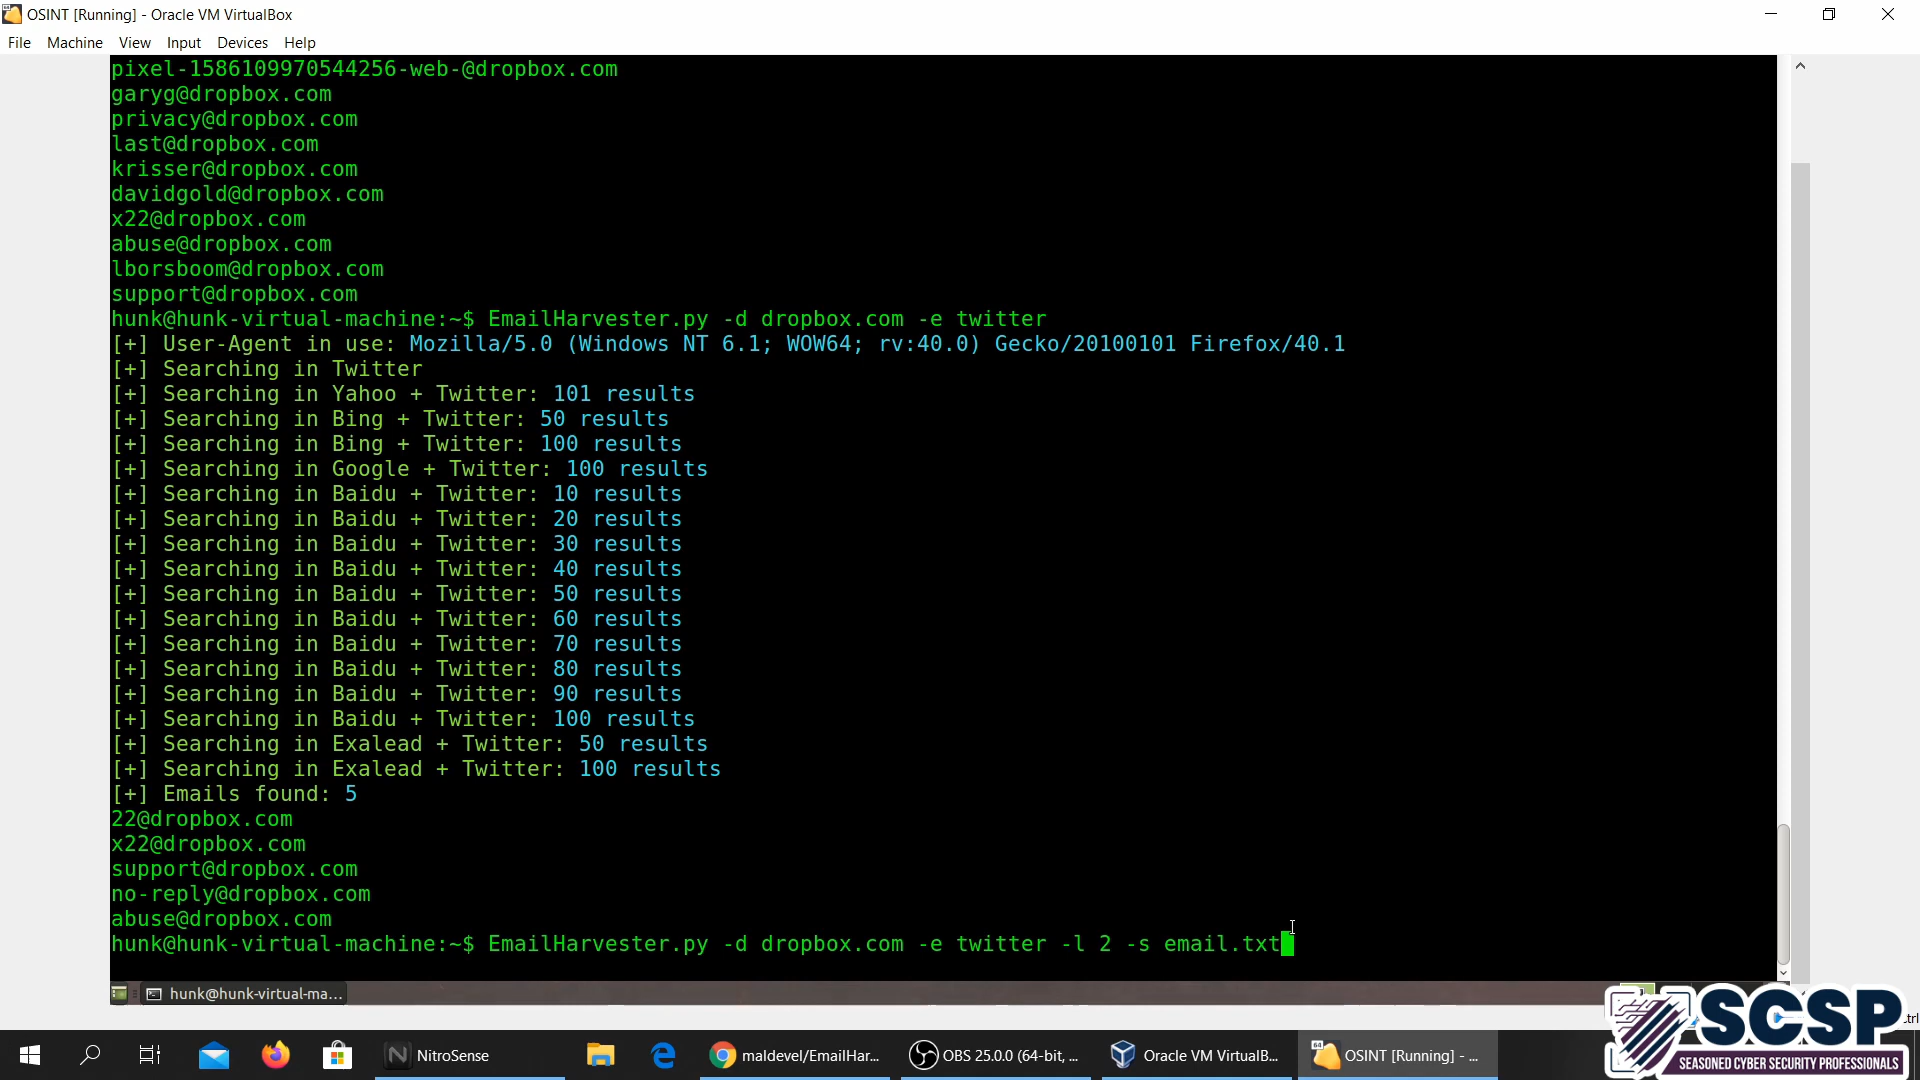 OSINT [Running] - Oracle VM VirtualBox
File Machine View Input Devices Help
pixel-1586109970544256-web-@dropbox.com
garyg@dropbox.com
privacy@dropbox.com
last@dropbox.com
krisser@dropbox.com
davidgold@dropbox.com
x22@dropbox.com
abuse@dropbox.com
lborsboom@dropbox.com
support@dropbox.com
hunk@hunk-virtual-machine:~$ EmailHarvester.py -d dropbox.com -e twitter
[+] User-Agent in use: Mozilla/5.0 (Windows NT 6.1; WOW64; rv:40.0) Gecko/20100101 Firefox/40.1
[+] Searching in Twitter
[+] Searching in Yahoo + Twitter: 101 results
[+] Searching in Bing + Twitter: 50 results
[+] Searching in Bing + Twitter: 100 results
[+] Searching in Google + Twitter: 100 results
[+] Searching in Baidu + Twitter: 10 results
[+] Searching in Baidu + Twitter: 20 results
[+] Searching in Baidu + Twitter: 30 results
[+] Searching in Baidu + Twitter: 40 results
[+] Searching in Baidu + Twitter: 50 results
[+] Searching in Baidu + Twitter: 60 results
[+] Searching in Baidu + Twitter: 70 results
[+] Searching in Baidu + Twitter: 80 results
[+] Searching in Baidu + Twitter: 90 results
[+] Searching in Baidu + Twitter: 100 results
[+] Searching in Exalead + Twitter: 50 results
[+] Searching in Exalead + Twitter: 100 results
[+] Emails found: 5
22@dropbox.com
x22@dropbox.com
support@dropbox.com
no-reply@dropbox.com
abuse@dropbox.com
hunk@hunk-virtual-machine:~$ EmailHarvester.py -d dropbox.com -e twitter -l 2 -s email.txt
hunk@hunk-virtual-ma...
NitroSense
maldevel/EmailHar...
OBS 25.0.0 (64-bit, ...
Oracle VM VirtualB...
OSINT [Running] - ...
SCSP
SEASONED CYBER SECURITY PROFESSIONALS